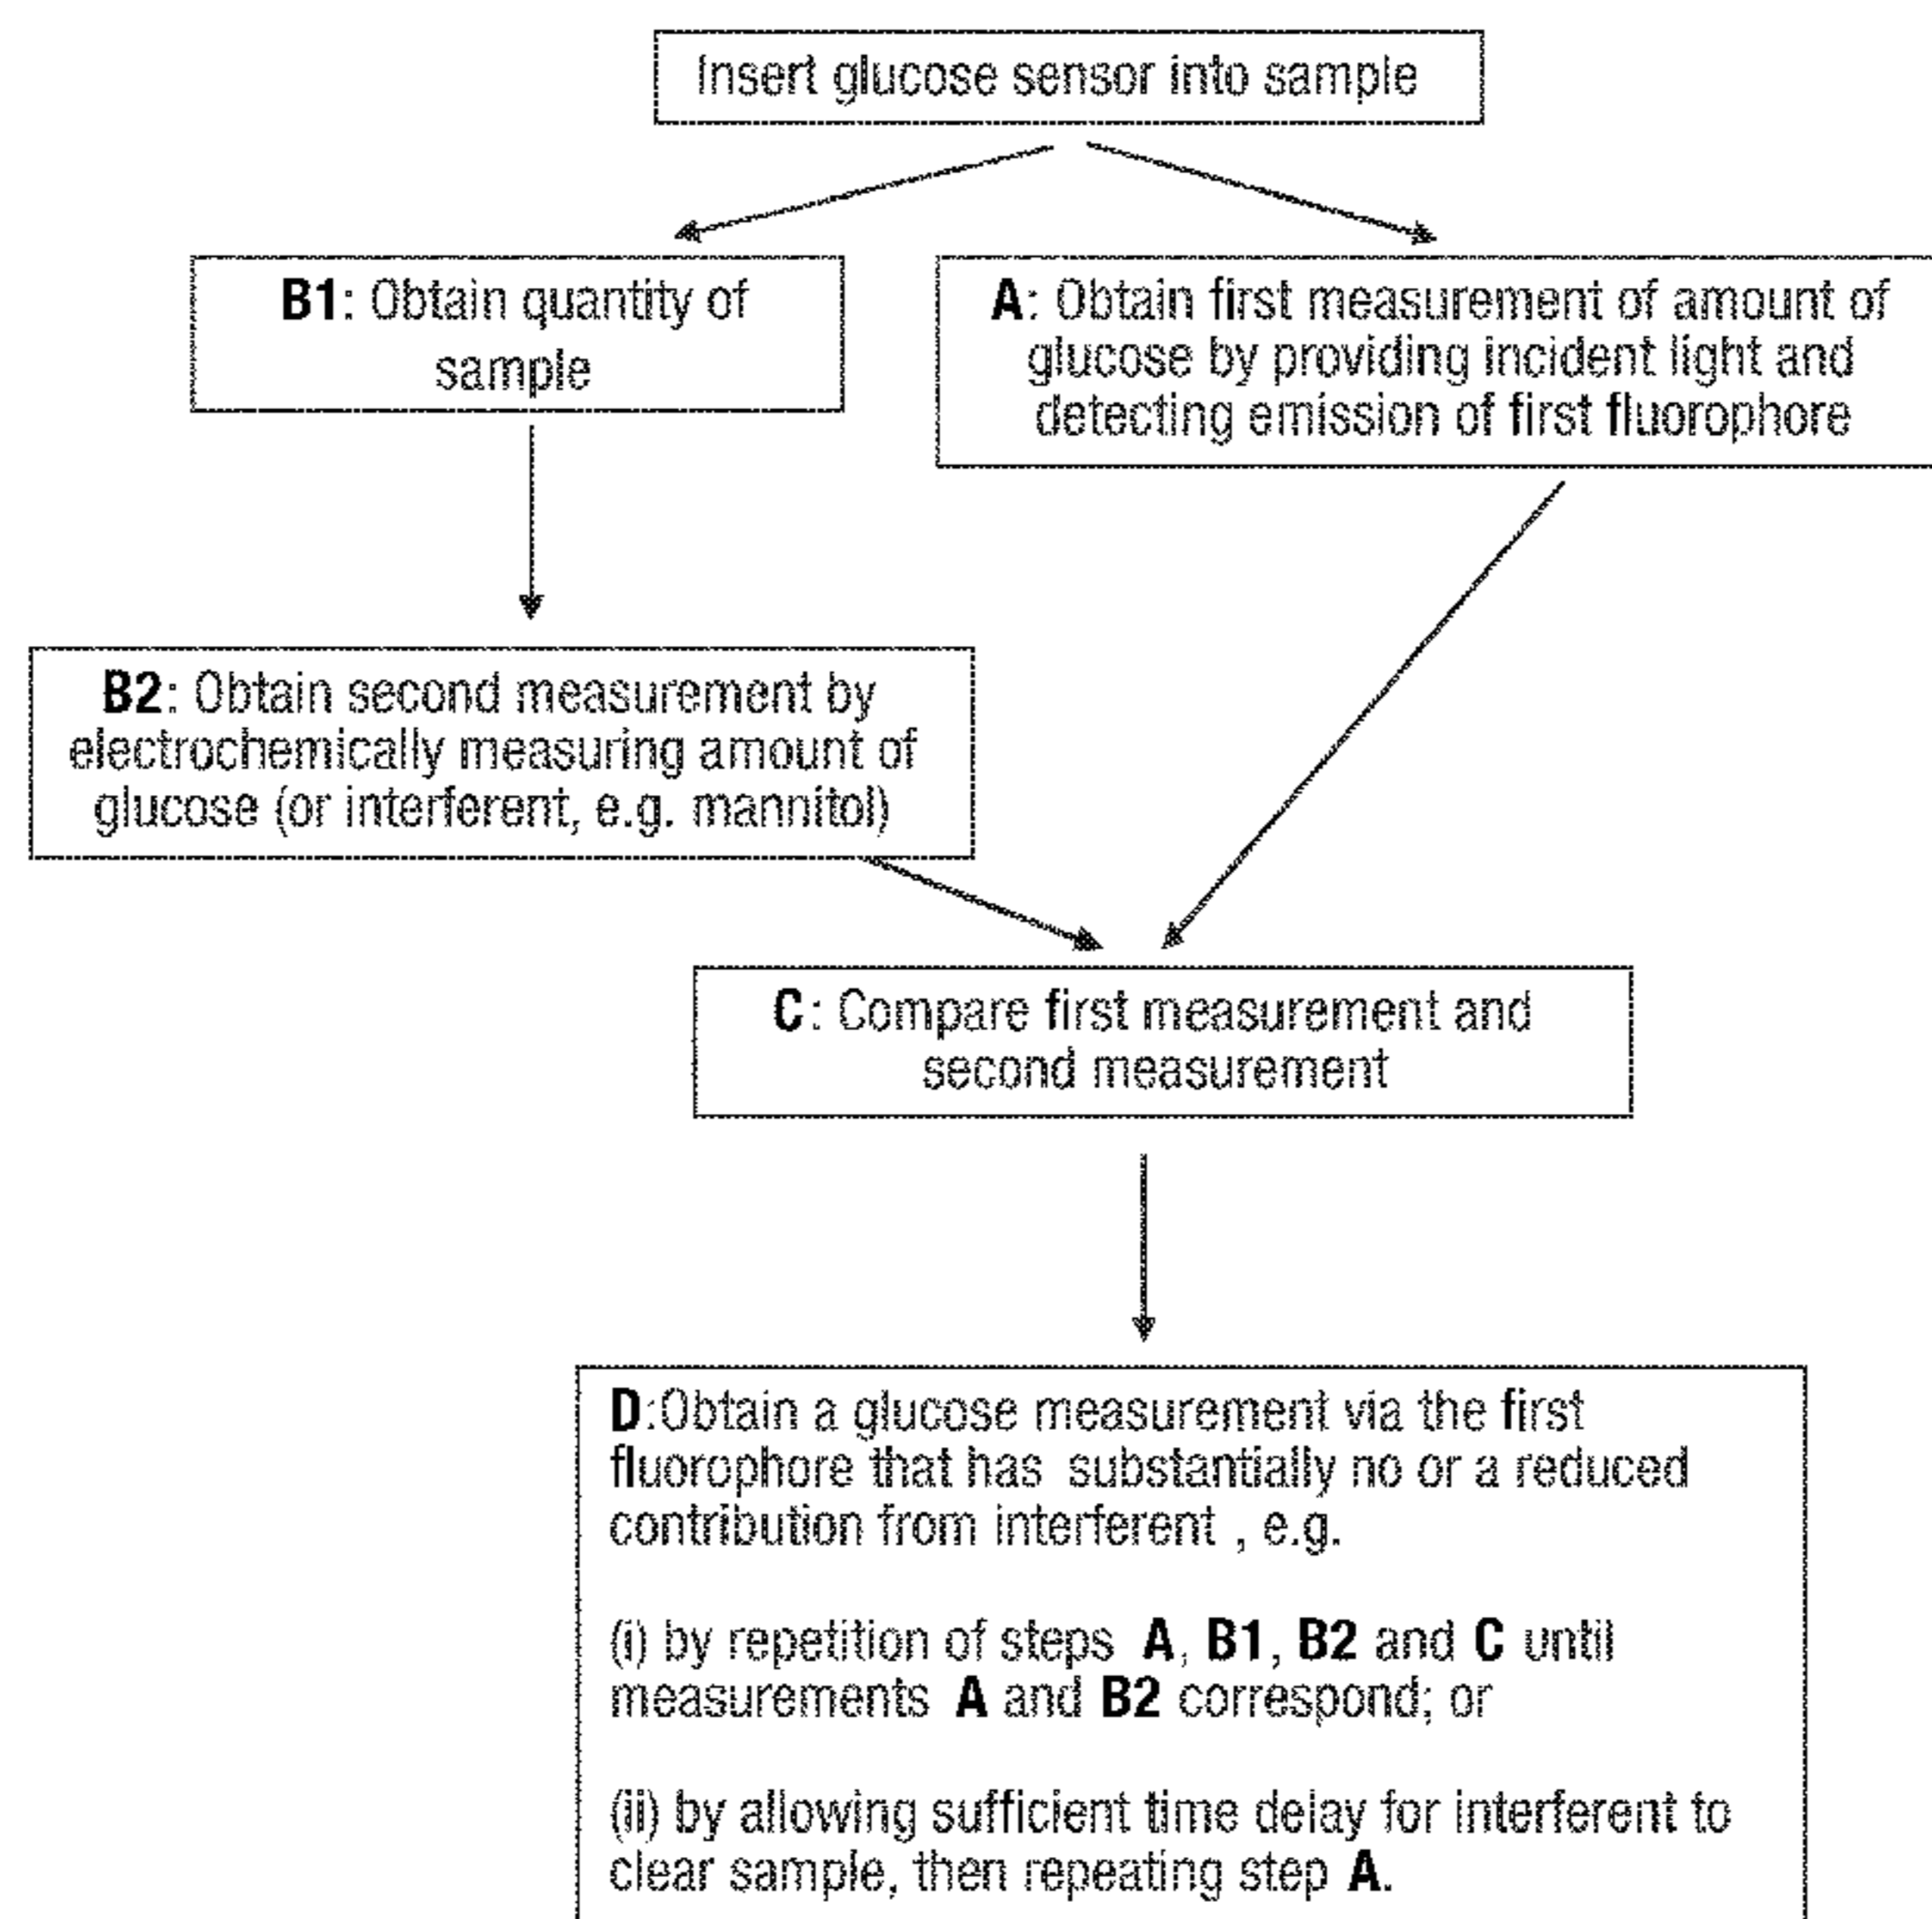 Insert glucose sensor into sample
B1: Obtain quantity of
sample
A: Obtain first measurement of amount of
glucose by providing incident light and
detecting emission of first fluorophore
B2: Obtain second measurement by
electrochemically measuring amount of
glucose (or interferent, e.g. mannitol)
C: Compare first measurement and
second measurement
D:Obtain a glucose measurement via the first
fluorophore that has substantially no or a reduced
contribution from interferent , e.g.
(i) by repetition of steps A, B1, B2 and C until
measurements A and B2 correspond; or
(ii) by allowing sufficient time delay for interferent to
clear sample, then repeating step A.